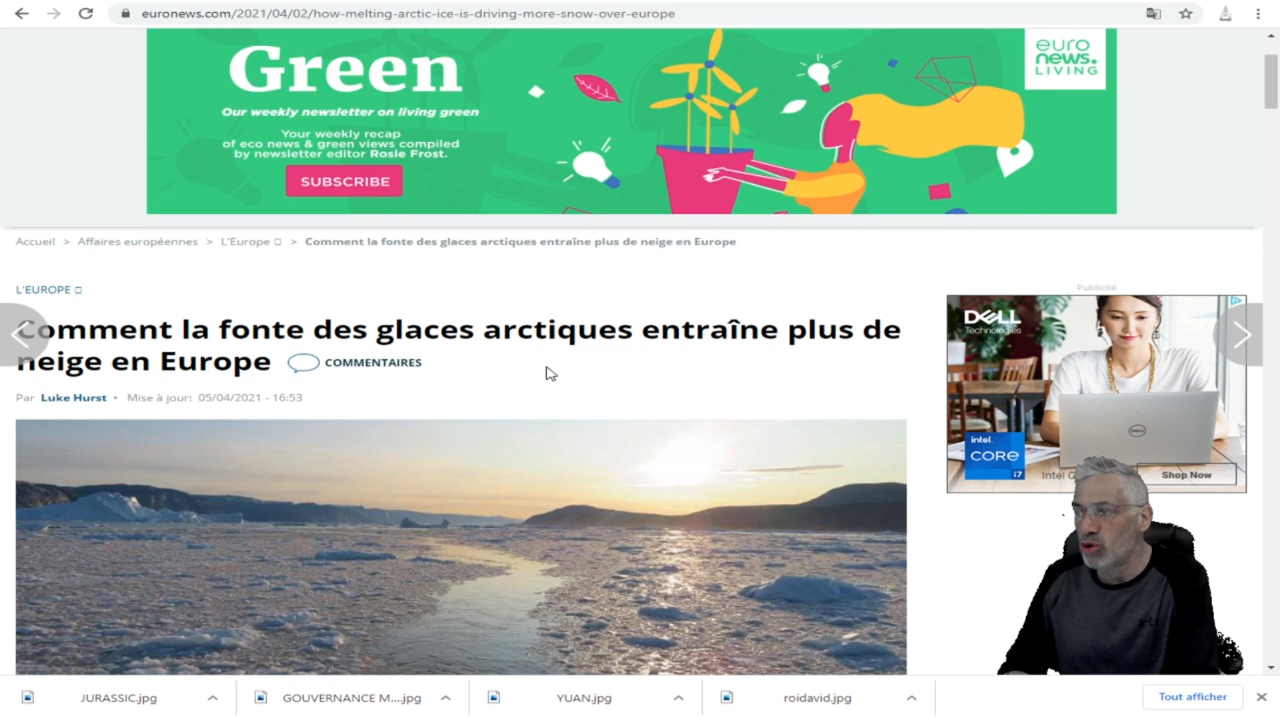 euronews.com/2021/04/02/how-melting-arctic-ice-is-driving-more-snow-over-europe
Green
Our weekly newsletter on living green
Your weekly recap
of eco news & green views compiled
by newsletter editor Rosie Frost.
SUBSCRIBE
euro
news.
LIVING
Accueil > Affaires européennes > L'Europe > Comment la fonte des glaces arctiques entraîne plus de neige en Europe
L'EUROPE
Comment la fonte des glaces arctiques entraîne plus de
neige en Europe COMMENTAIRES
Par Luke Hurst • Mise à jour: 05/04/2021 - 16:53
Publicité
DELL
Technologies
intel.
CORE
i7
Intel
Shop Now
DELL
JURASSIC.jpg
GOUVERNANCE M....jpg
YUAN.jpg
roidavid.jpg
Tout afficher